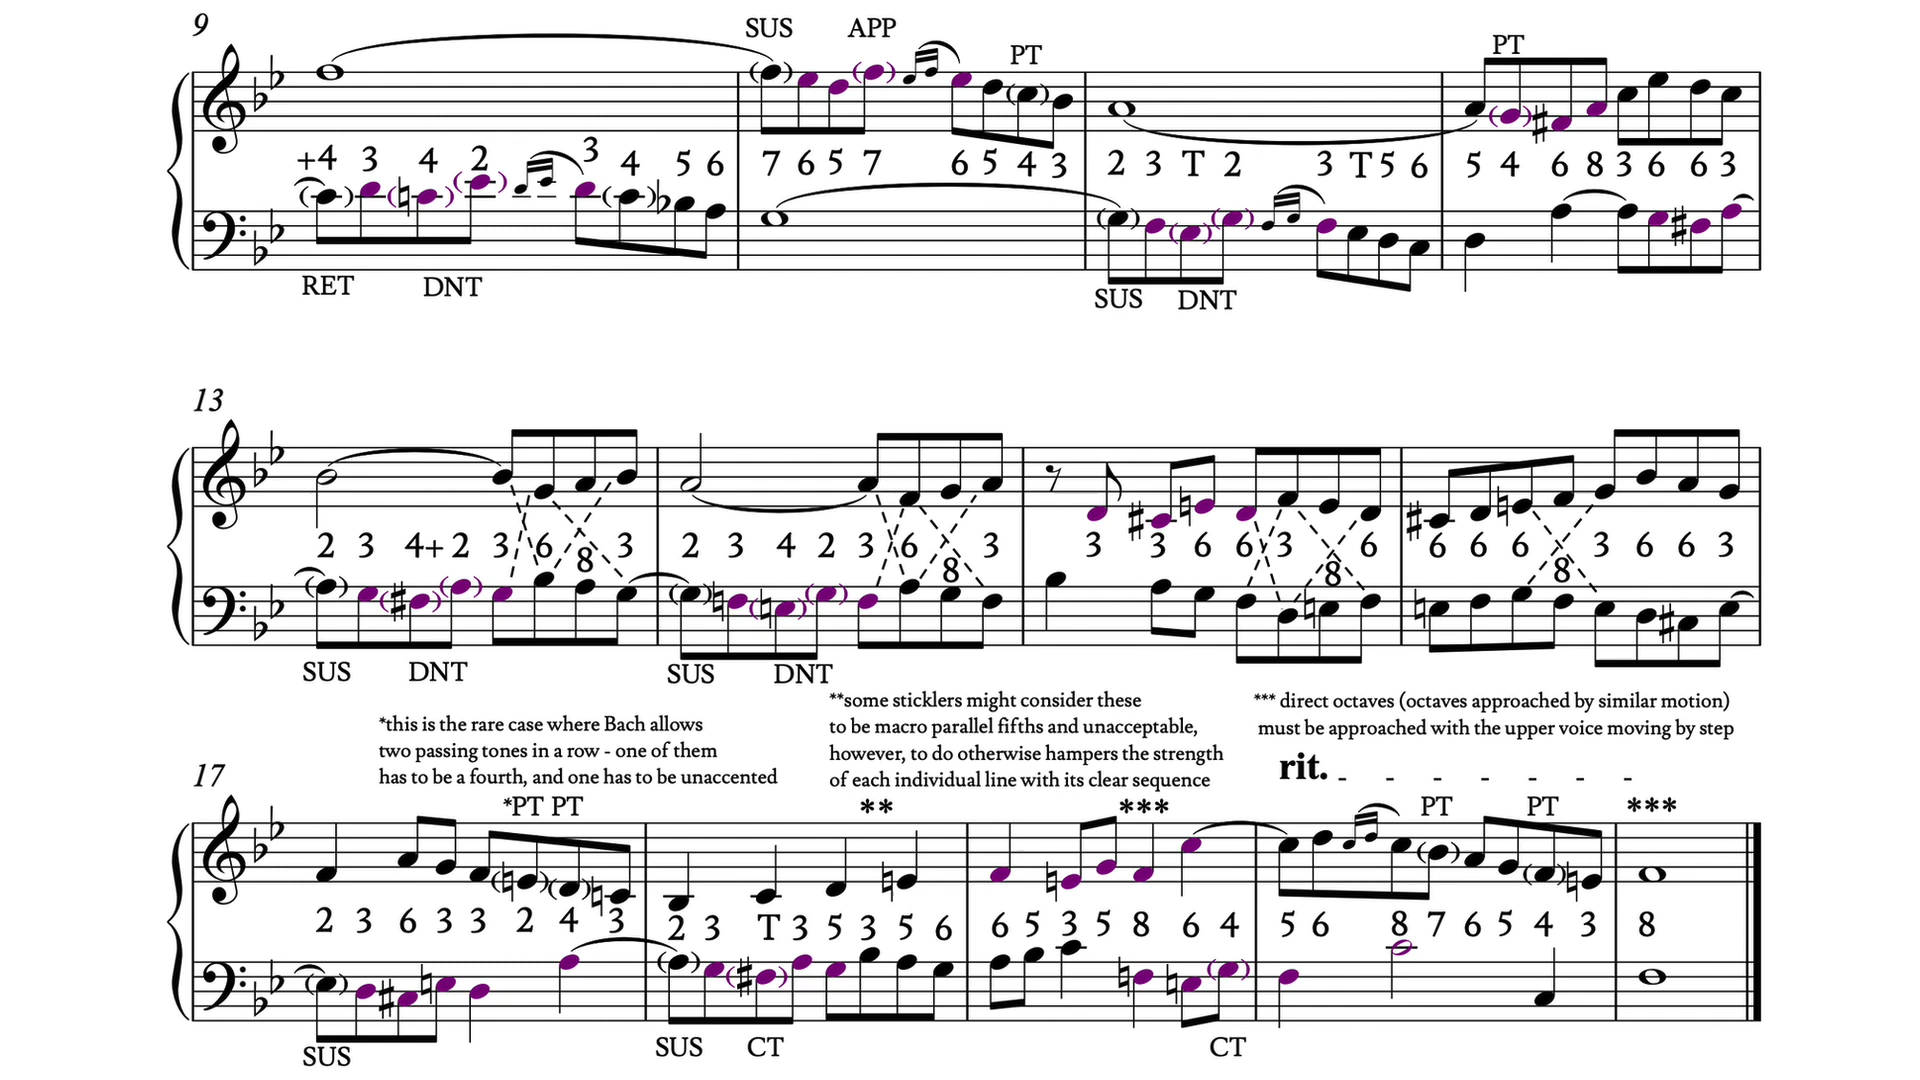 9
SUS APP PT PT
+4 3 4 2 3 4 5 6 7 6 5 7 6 5 4 3 2 3 T 2 3 T 5 6 5 4 6 8 3 6 6 3
RET DNT SUS DNT
13
2 3 4+ 2 3 6 8 3 2 3 4 2 3 6 8 3 3 3 6 6 3 8 6 6 6 6 8 3 6 6 3
SUS DNT SUS DNT
*this is the rare case where Bach allows
two passing tones in a row - one of them
has to be a fourth, and one has to be unaccented
**some sticklers might consider these
to be macro parallel fifths and unacceptable,
however, to do otherwise hampers the strength
of each individual line with its clear sequence
*** direct octaves (octaves approached by similar motion)
must be approached with the upper voice moving by step
rit. - - - - - - -
17
*PT PT ** *** PT PT ***
2 3 6 3 3 2 4 3 2 3 T 3 5 3 5 6 6 5 3 5 8 6 4 5 6 8 7 6 5 4 3 8
SUS SUS CT CT